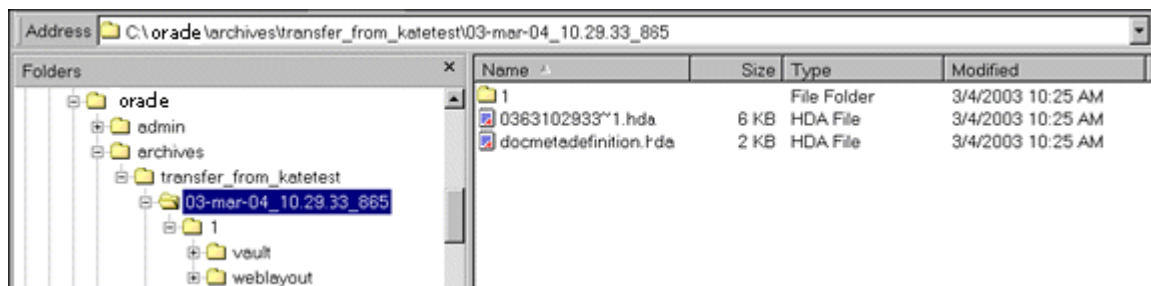 Address C:\oracle\archives\transfer_from_katetest\03-mar-04_10.29.33_865
Folders ×
oracle
admin
archives
transfer_from_katetest
03-mar-04_10.29.33_865
1
vault
weblayout
Name Size Type Modified
1 File Folder 3/4/2003 10:25 AM
0363102933~1.hda 6 KB HDA File 3/4/2003 10:25 AM
docmetadefinition.hda 2 KB HDA File 3/4/2003 10:25 AM